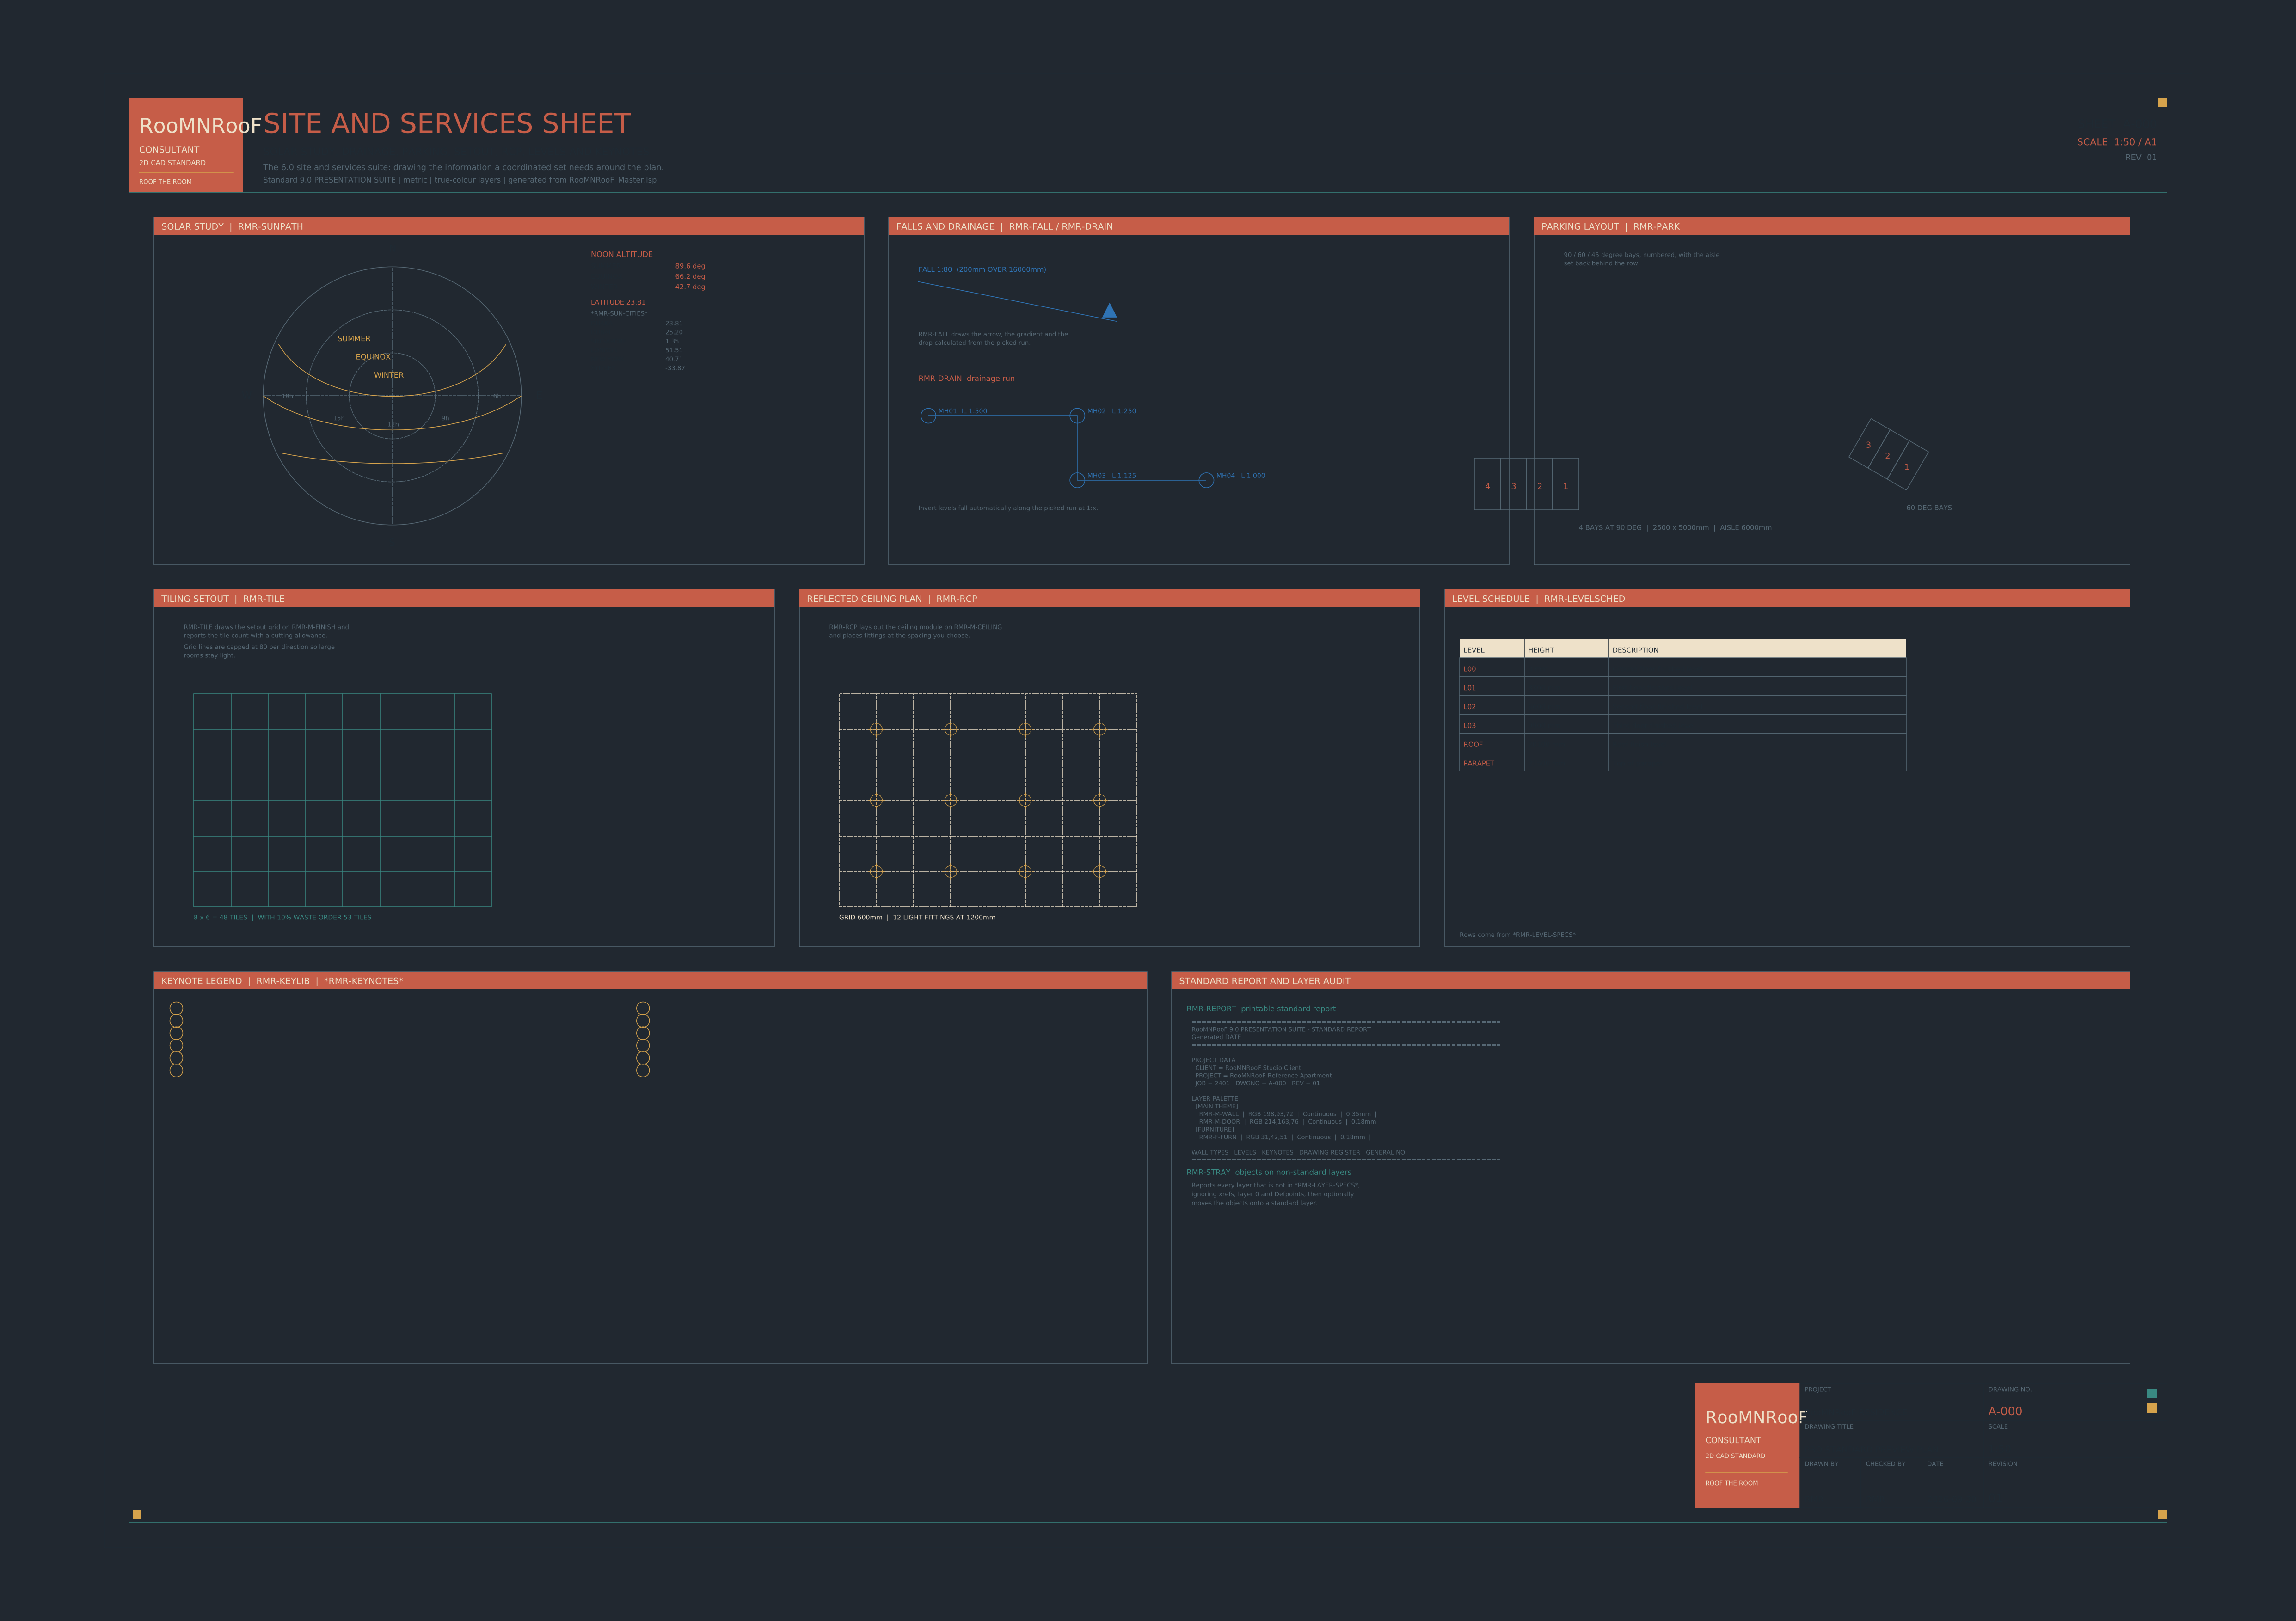 RooMNRooF
CONSULTANT
2D CAD STANDARD
ROOF THE ROOM
SITE AND SERVICES SHEET
The 6.0 site and services suite: drawing the information a coordinated set needs around the plan.
Standard 9.0 PRESENTATION SUITE | metric | true-colour layers | generated from RooMNRooF_Master.lsp
SCALE 1:50 / A1
REV 01
SOLAR STUDY | RMR-SUNPATH
SUMMER
EQUINOX
WINTER
18h
15h
12h
9h
6h
NOON ALTITUDE
89.6 deg
66.2 deg
42.7 deg
LATITUDE 23.81
*RMR-SUN-CITIES*
23.81
25.20
1.35
51.51
40.71
-33.87
FALLS AND DRAINAGE | RMR-FALL / RMR-DRAIN
FALL 1:80 (200mm OVER 16000mm)
RMR-FALL draws the arrow, the gradient and the
drop calculated from the picked run.
RMR-DRAIN drainage run
MH01 IL 1.500
MH02 IL 1.250
MH03 IL 1.125
MH04 IL 1.000
Invert levels fall automatically along the picked run at 1:x.
PARKING LAYOUT | RMR-PARK
90 / 60 / 45 degree bays, numbered, with the aisle
set back behind the row.
4 3 2 1
3 2 1
60 DEG BAYS
4 BAYS AT 90 DEG | 2500 x 5000mm | AISLE 6000mm
TILING SETOUT | RMR-TILE
RMR-TILE draws the setout grid on RMR-M-FINISH and
reports the tile count with a cutting allowance.
Grid lines are capped at 80 per direction so large
rooms stay light.
8 x 6 = 48 TILES | WITH 10% WASTE ORDER 53 TILES
REFLECTED CEILING PLAN | RMR-RCP
RMR-RCP lays out the ceiling module on RMR-M-CEILING
and places fittings at the spacing you choose.
GRID 600mm | 12 LIGHT FITTINGS AT 1200mm
LEVEL SCHEDULE | RMR-LEVELSCHED
LEVEL HEIGHT DESCRIPTION
L00
L01
L02
L03
ROOF
PARAPET
Rows come from *RMR-LEVEL-SPECS*
KEYNOTE LEGEND | RMR-KEYLIB | *RMR-KEYNOTES*
STANDARD REPORT AND LAYER AUDIT
RMR-REPORT printable standard report
==============================================================
RooMNRooF 9.0 PRESENTATION SUITE - STANDARD REPORT
Generated DATE
==============================================================
PROJECT DATA
CLIENT = RooMNRooF Studio Client
PROJECT = RooMNRooF Reference Apartment
JOB = 2401 DWGNO = A-000 REV = 01
LAYER PALETTE
[MAIN THEME]
RMR-M-WALL | RGB 198,93,72 | Continuous | 0.35mm |
RMR-M-DOOR | RGB 214,163,76 | Continuous | 0.18mm |
[FURNITURE]
RMR-F-FURN | RGB 31,42,51 | Continuous | 0.18mm |
WALL TYPES LEVELS KEYNOTES DRAWING REGISTER GENERAL NO
==============================================================
RMR-STRAY objects on non-standard layers
Reports every layer that is not in *RMR-LAYER-SPECS*,
ignoring xrefs, layer 0 and Defpoints, then optionally
moves the objects onto a standard layer.
RooMNRooF
CONSULTANT
2D CAD STANDARD
ROOF THE ROOM
PROJECT
DRAWING TITLE
DRAWN BY CHECKED BY DATE
DRAWING NO.
A-000
SCALE
REVISION